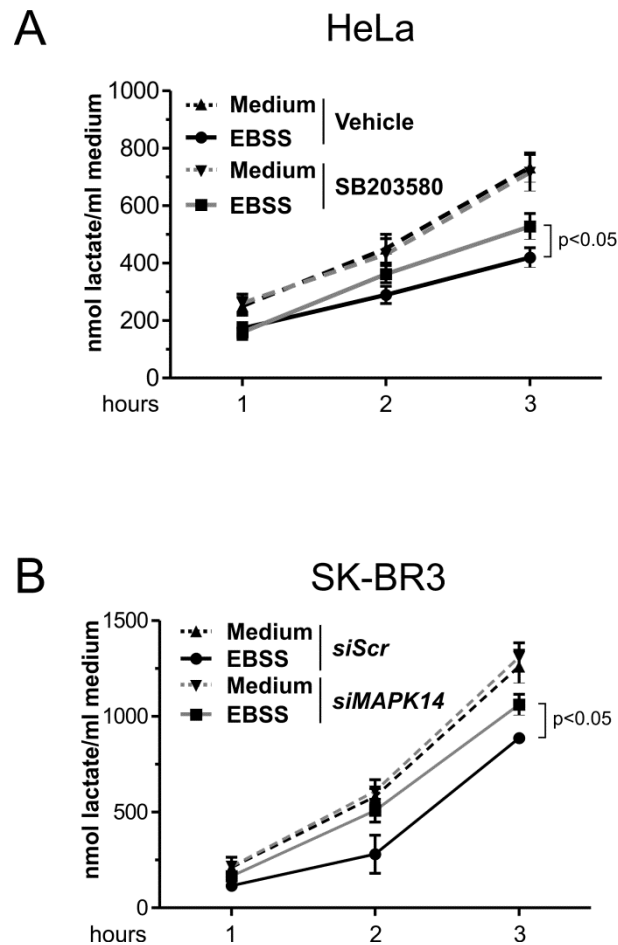 A
HeLa
nmol lactate/ml medium
1000
800
600
400
200
0
Medium
EBSS
Vehicle
Medium
EBSS
SB203580
p<0.05
hours 1 2 3
B
SK-BR3
nmol lactate/ml medium
1500
1000
500
0
Medium
EBSS
siScr
Medium
EBSS
siMAPK14
p<0.05
hours 1 2 3